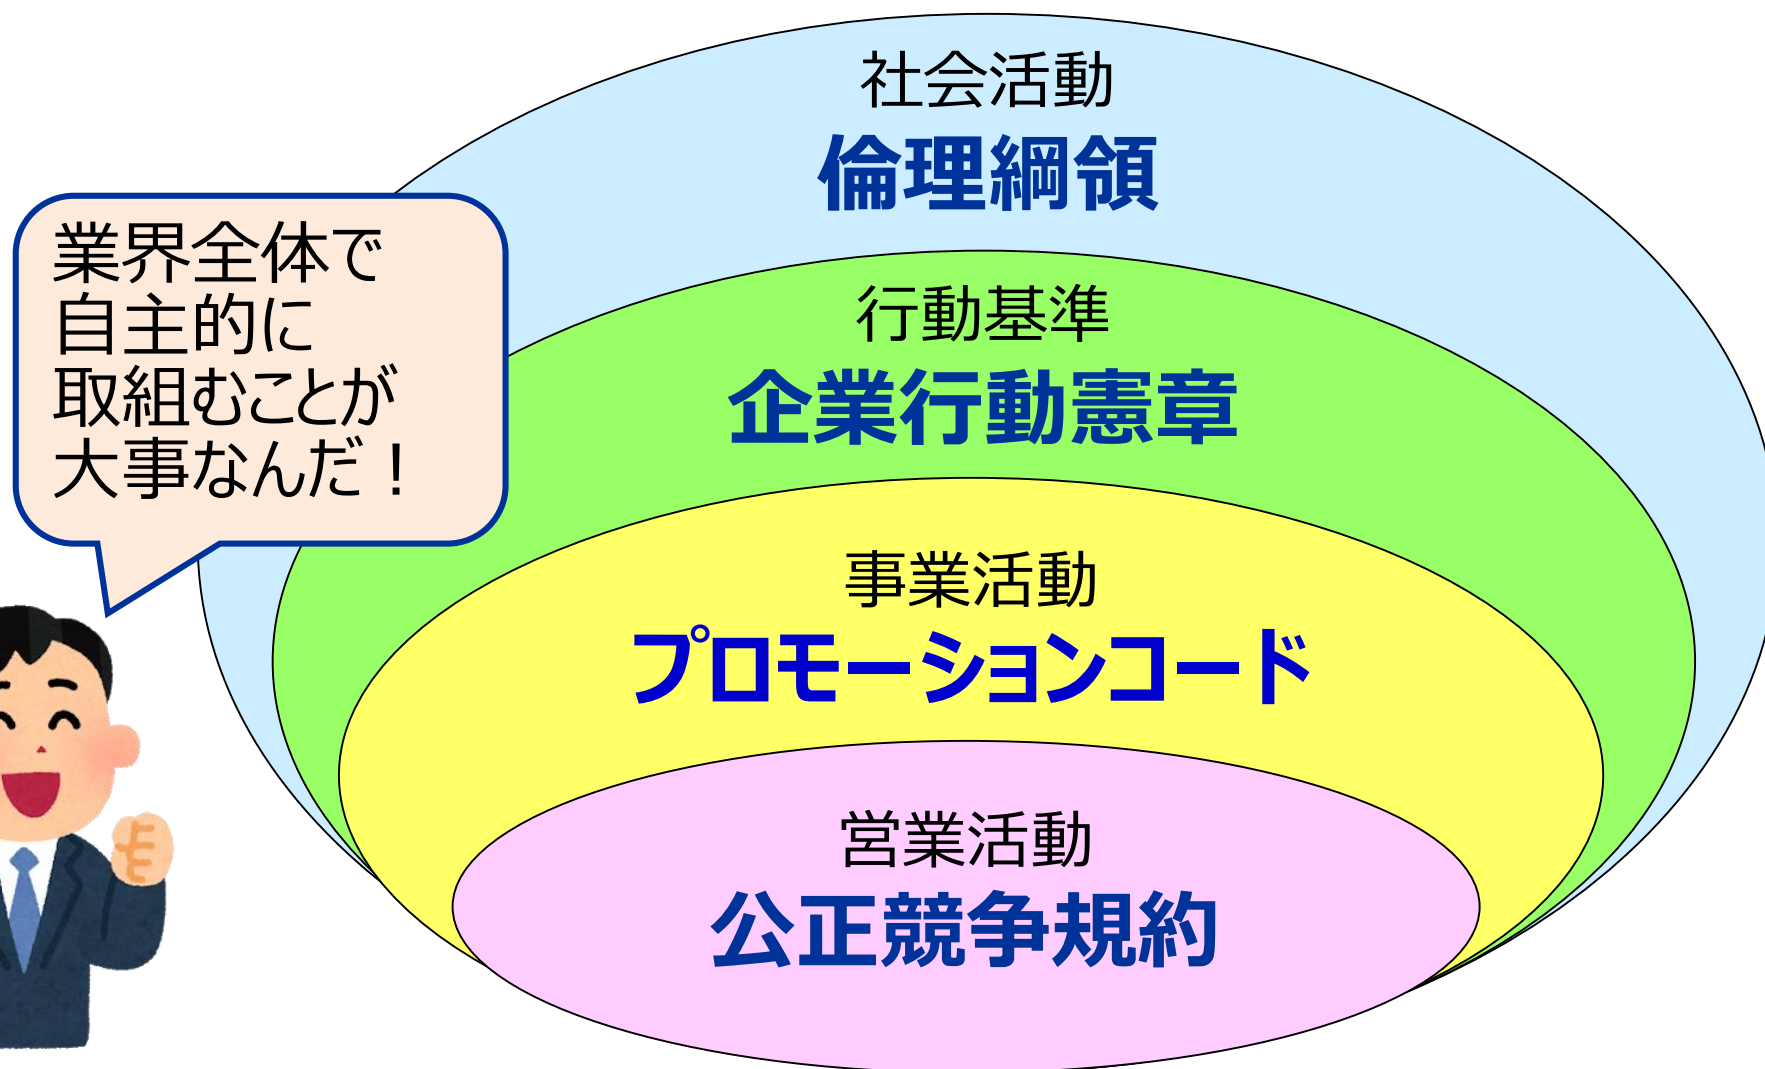 社会活動
倫理綱領
業界全体で
自主的に
取組むことが
大事なんだ！
行動基準
企業行動憲章
事業活動
プロモーションコード
営業活動
公正競争規約